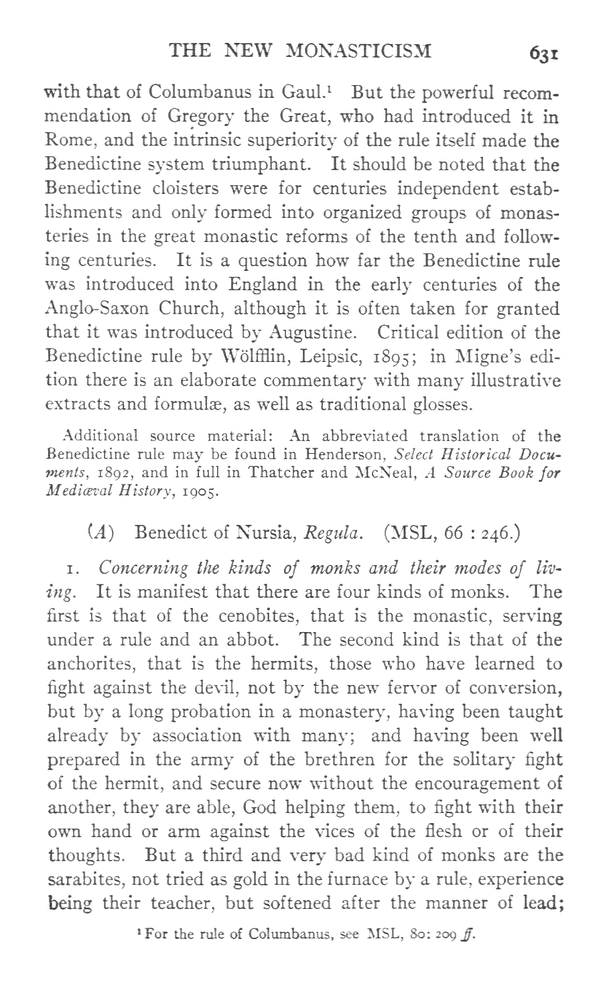 THE NEW MONASTICISM 631
with that of Columbanus in Gaul.¹ But the powerful recom-
mendation of Gregory the Great, who had introduced it in
Rome, and the intrinsic superiority of the rule itself made the
Benedictine system triumphant. It should be noted that the
Benedictine cloisters were for centuries independent estab-
lishments and only formed into organized groups of monas-
teries in the great monastic reforms of the tenth and follow-
ing centuries. It is a question how far the Benedictine rule
was introduced into England in the early centuries of the
Anglo-Saxon Church, although it is often taken for granted
that it was introduced by Augustine. Critical edition of the
Benedictine rule by Wölfflin, Leipsic, 1895; in Migne's edi-
tion there is an elaborate commentary with many illustrative
extracts and formulæ, as well as traditional glosses.
Additional source material: An abbreviated translation of the
Benedictine rule may be found in Henderson, Select Historical Docu-
ments, 1892, and in full in Thatcher and McNeal, A Source Book for
Mediæval History, 1905.
(A) Benedict of Nursia, Regula. (MSL, 66 : 246.)
1. Concerning the kinds of monks and their modes of liv-
ing. It is manifest that there are four kinds of monks. The
first is that of the cenobites, that is the monastic, serving
under a rule and an abbot. The second kind is that of the
anchorites, that is the hermits, those who have learned to
fight against the devil, not by the new fervor of conversion,
but by a long probation in a monastery, having been taught
already by association with many; and having been well
prepared in the army of the brethren for the solitary fight
of the hermit, and secure now without the encouragement of
another, they are able, God helping them, to fight with their
own hand or arm against the vices of the flesh or of their
thoughts. But a third and very bad kind of monks are the
sarabites, not tried as gold in the furnace by a rule, experience
being their teacher, but softened after the manner of lead;
¹ For the rule of Columbanus, see MSL, 80: 209 ff.